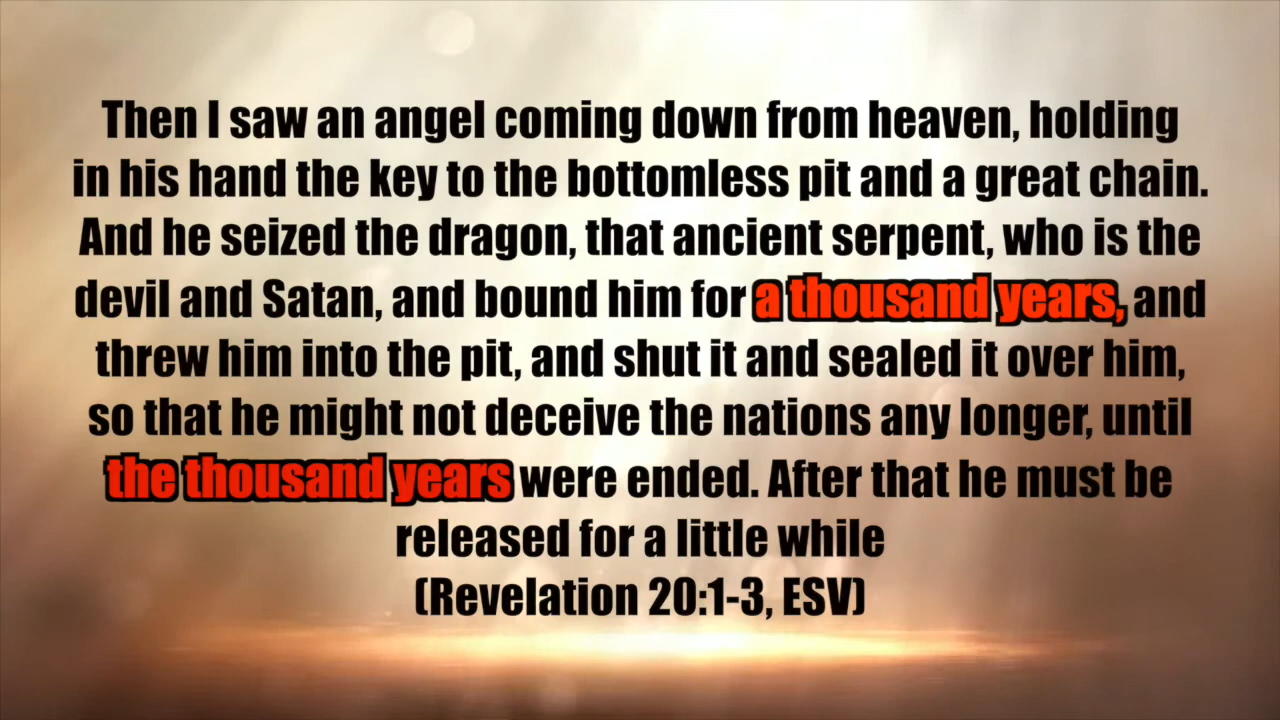 Then I saw an angel coming down from heaven, holding
in his hand the key to the bottomless pit and a great chain.
And he seized the dragon, that ancient serpent, who is the
devil and Satan, and bound him for a thousand years, and
threw him into the pit, and shut it and sealed it over him,
so that he might not deceive the nations any longer, until
the thousand years were ended. After that he must be
released for a little while
(Revelation 20:1-3, ESV)